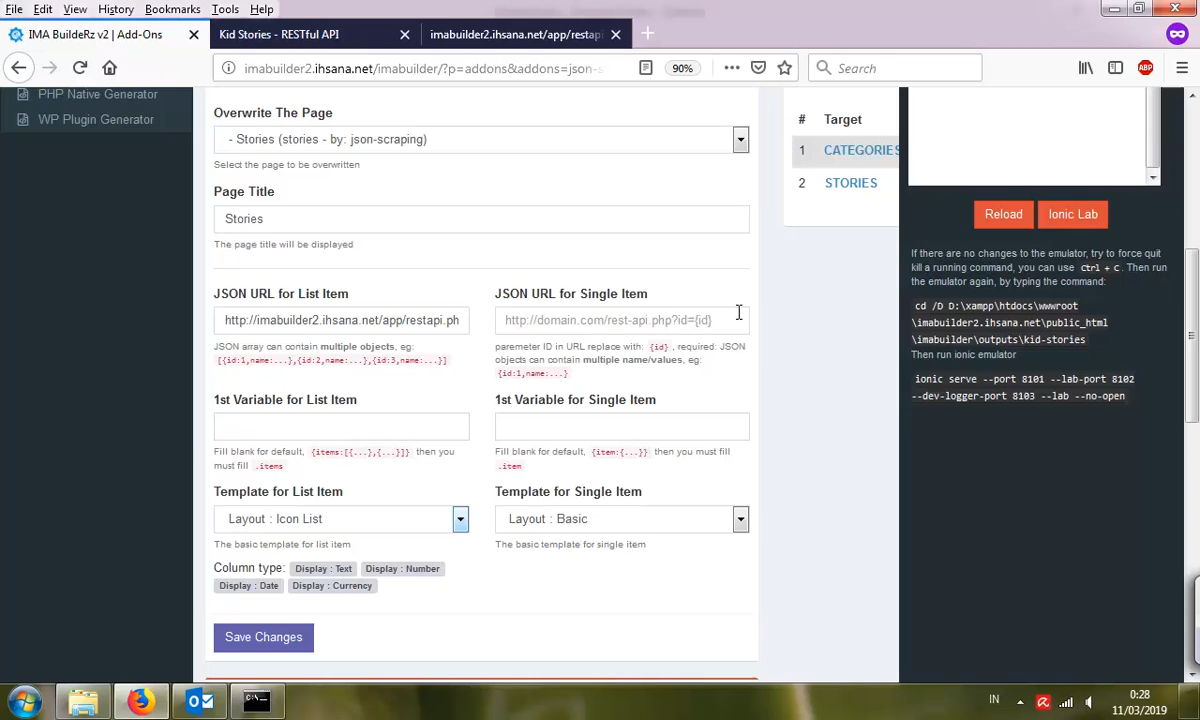 File Edit View History Bookmarks Tools Help
IMA BuildeRz v2 | Add-Ons
Kid Stories - RESTful API
imabuilder2.ihsana.net/app/restapi
imabuilder2.ihsana.net/imabuilder/?p=addons&addons=json-s
90%
Search
ABP
PHP Native Generator
WP Plugin Generator
Overwrite The Page
- Stories (stories - by: json-scraping)
Select the page to be overwritten
Page Title
Stories
The page title will be displayed
JSON URL for List Item
http://imabuilder2.ihsana.net/app/restapi.ph
JSON array can contain multiple objects, eg:
[{id:1,name:...},{id:2,name:...},{id:3,name:...}]
JSON URL for Single Item
http://domain.com/rest-api.php?id={id}
paremeter ID in URL replace with: {id}, required: JSON
objects can contain multiple name/values, eg:
{id:1,name:...}
1st Variable for List Item
Fill blank for default, {items:[{...},{...}]} then you
must fill .items
1st Variable for Single Item
Fill blank for default, {item:{...}} then you must fill
.item
Template for List Item
Layout : Icon List
The basic template for list item
Column type: Display : Text Display : Number
Display : Date Display : Currency
Template for Single Item
Layout : Basic
The basic template for single item
Save Changes
# Target
1 CATEGORIES
2 STORIES
Reload Ionic Lab
If there are no changes to the emulator, try to force quit
kill a running command, you can use Ctrl + C. Then run
the emulator again, by typing the command:
cd /D D:\xampp\htdocs\wwwroot
\imabuilder2.ihsana.net\public_html
\imabuilder\outputs\kid-stories
Then run ionic emulator
ionic serve --port 8101 --lab-port 8102
--dev-logger-port 8103 --lab --no-open
IN
0:28
11/03/2019